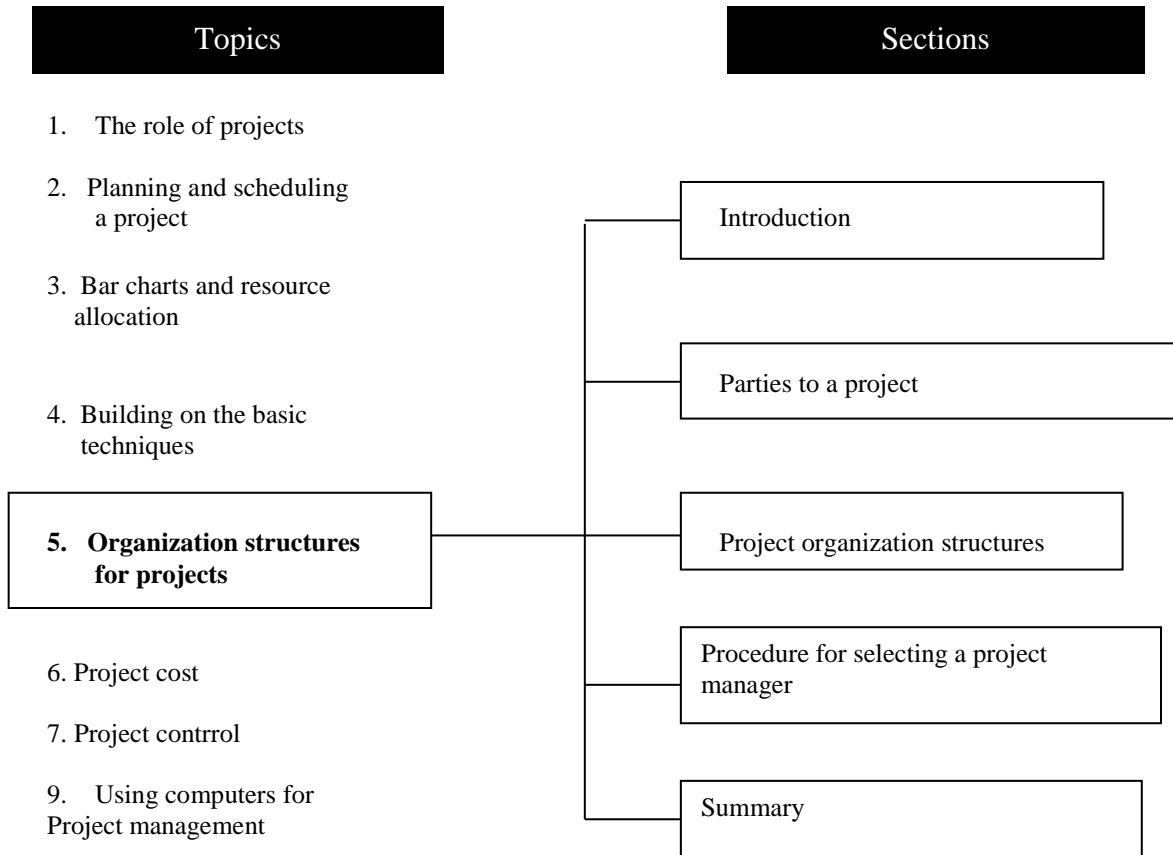 Topics
1. The role of projects
2. Planning and scheduling
a project
3. Bar charts and resource
allocation
4. Building on the basic
techniques
5. Organization structures
for projects
6. Project cost
7. Project contrrol
9. Using computers for
Project management
Sections
Introduction
Parties to a project
Project organization structures
Procedure for selecting a project
manager
Summary